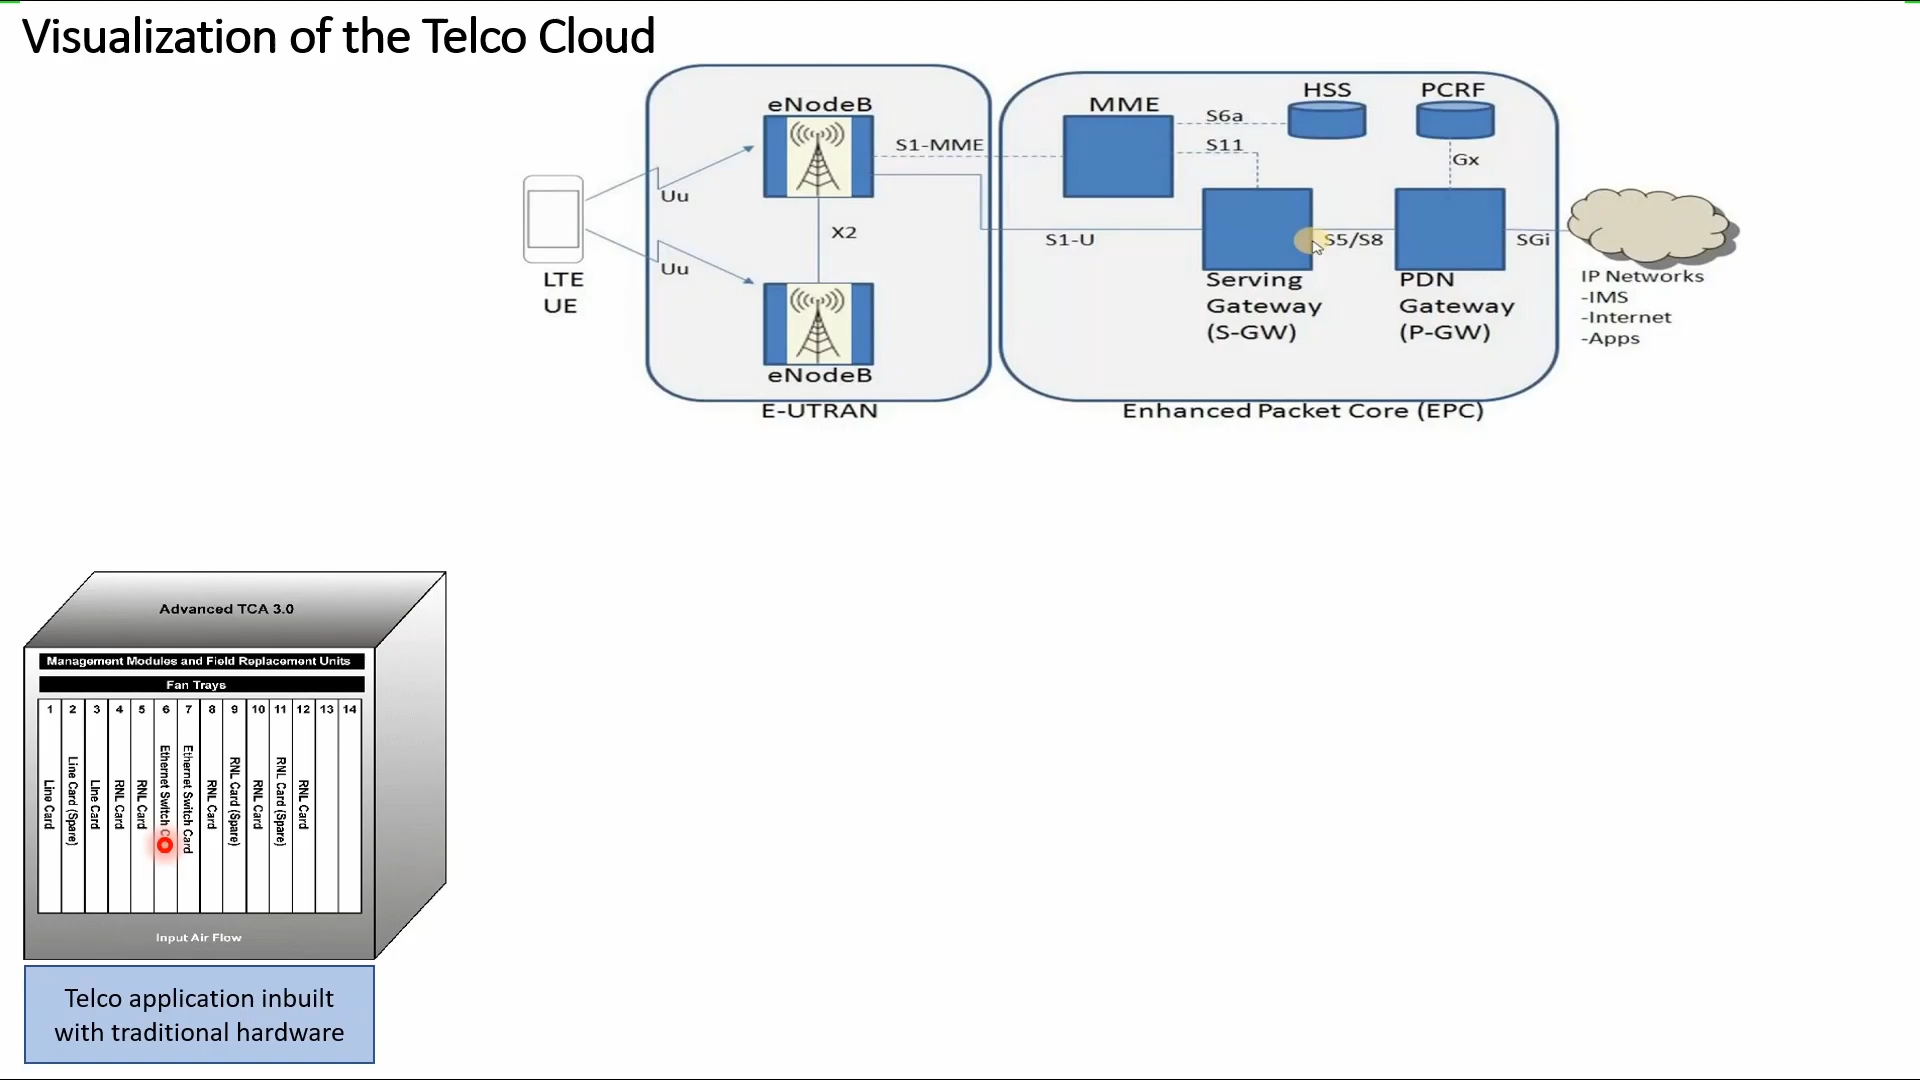 Visualization of the Telco Cloud
eNodeB
MME
HSS
PCRF
S6a
S1-MME
S11
Gx
Uu
X2
S1-U
S5/S8
SGi
Uu
LTE
UE
Serving
Gateway
(S-GW)
PDN
Gateway
(P-GW)
IP Networks
-IMS
-Internet
-Apps
eNodeB
E-UTRAN
Enhanced Packet Core (EPC)
Advanced TCA 3.0
Management Modules and Field Replacement Units
Fan Trays
1 2 3 4 5 6 7 8 9 10 11 12 13 14
Line Card
Line Card (Spare)
Line Card
RNL Card
RNL Card
Ethernet Switch
Ethernet Switch Card
RNL Card
RNL Card (Spare)
RNL Card
RNL Card (Spare)
RNL Card
Input Air Flow
Telco application inbuilt
with traditional hardware